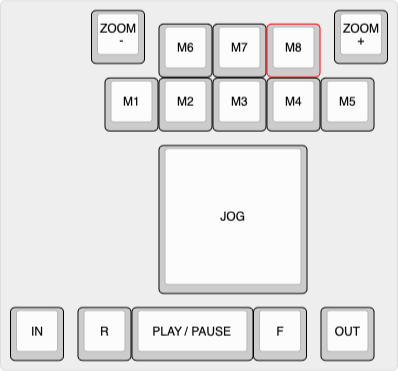 ZOOM
-
M6
M7
M8
ZOOM
+
M1
M2
M3
M4
M5
JOG
IN
R
PLAY / PAUSE
F
OUT